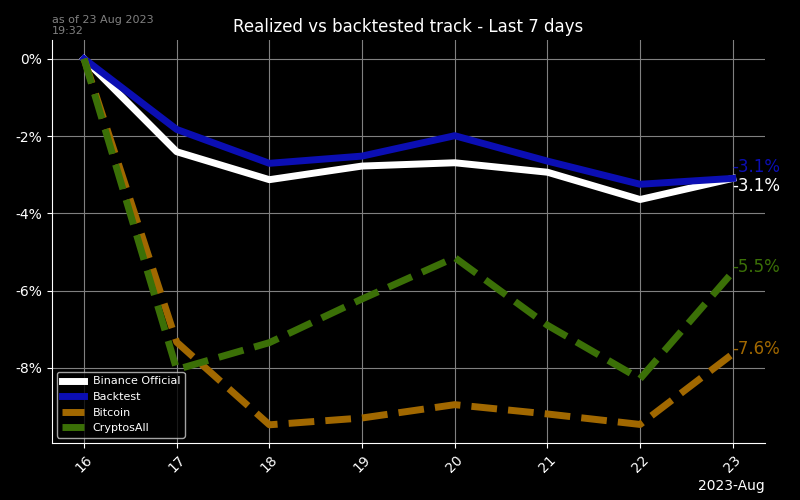 as of 23 Aug 2023
19:32
Realized vs backtested track - Last 7 days
0%
-2%
-4%
-6%
-8%
-3.1%
-3.1%
-5.5%
-7.6%
Binance Official
Backtest
Bitcoin
CryptosAll
16
17
18
19
20
21
22
23
2023-Aug